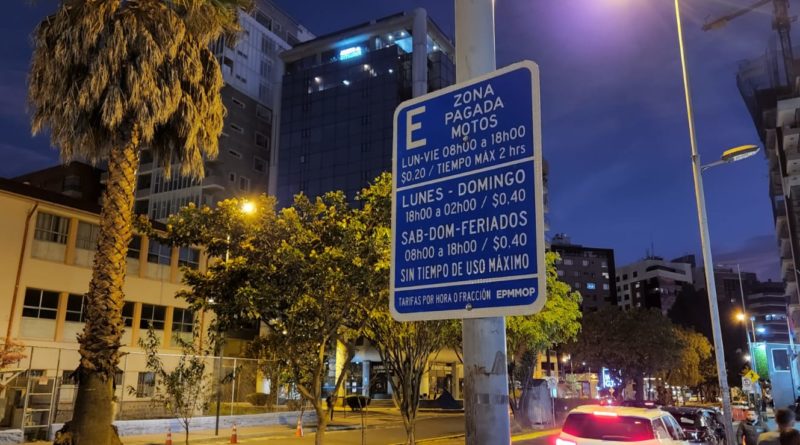 E
ZONA
PAGADA
MOTOS
LUN-VIE 08h00 a 18h00
$0.20 / TIEMPO MÁX 2 hrs
LUNES - DOMINGO
18h00 a 02h00 / $0.40
SAB-DOM-FERIADOS
08h00 a 18h00 / $0.40
SIN TIEMPO DE USO MÁXIMO
TARIFAS POR HORA O FRACCIÓN EPMMOP